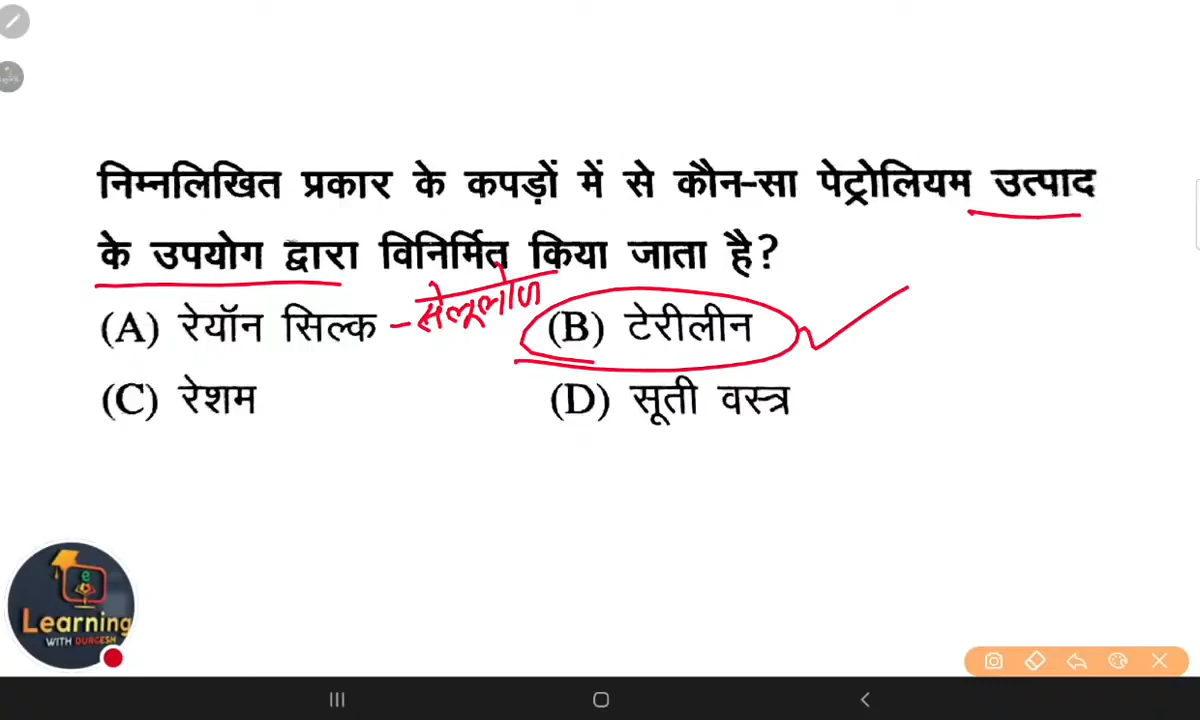 निम्नलिखित प्रकार के कपड़ों में से कौन-सा पेट्रोलियम उत्पाद
के उपयोग द्वारा विनिर्मित किया जाता है?
(A) रेयॉन सिल्क - सेलूलोज (B) टेरीलीन
(C) रेशम (D) सूती वस्त्र
e
Learning
WITH DURGESH